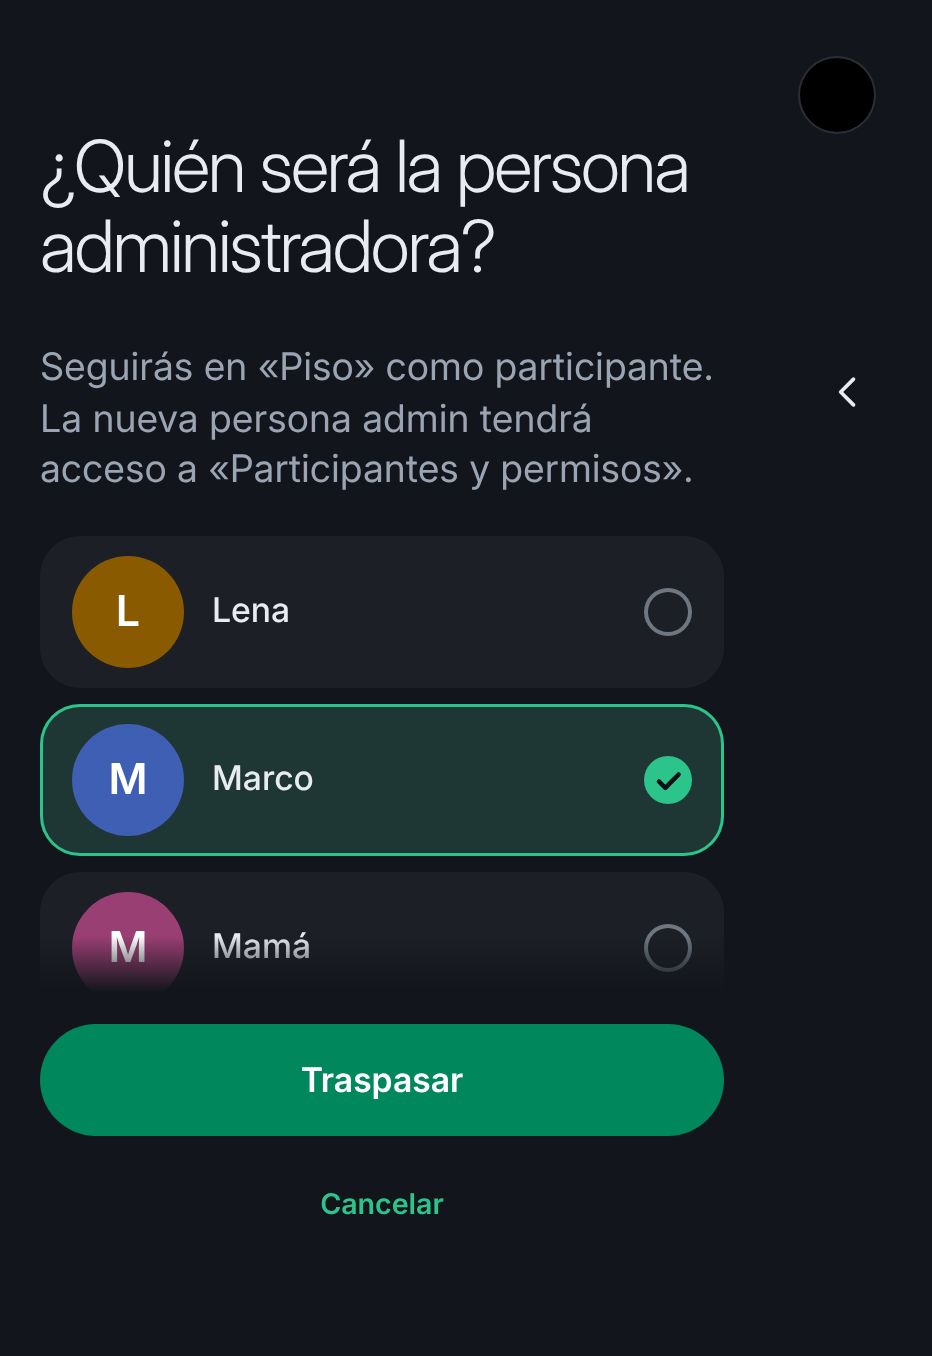 ¿Quién será la persona
administradora?
Seguirás en «Piso» como participante.
La nueva persona admin tendrá
acceso a «Participantes y permisos».
L
Lena
M
Marco
M
Mamá
Traspasar
Cancelar